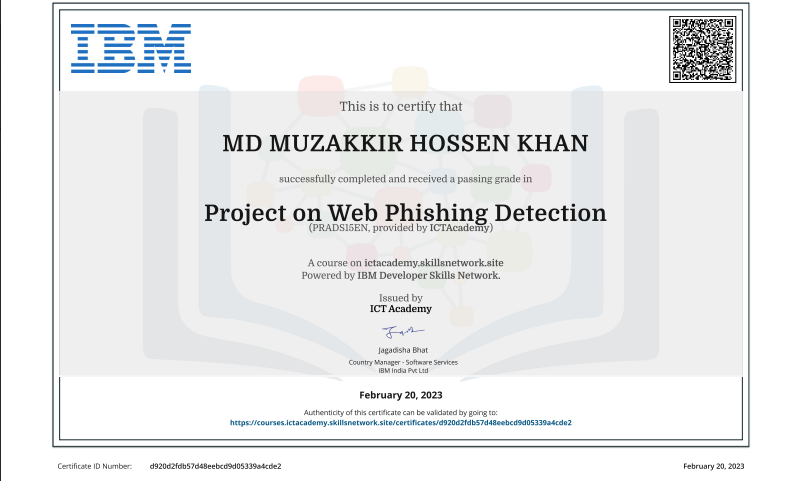 IBM
This is to certify that
MD MUZAKKIR HOSSEN KHAN
successfully completed and received a passing grade in
Project on Web Phishing Detection
(PRADS15EN, provided by ICTAcademy)
A course on ictacademy.skillsnetwork.site
Powered by IBM Developer Skills Network.
Issued by
ICT Academy
Jagadisha Bhat
Country Manager - Software Services
IBM India Pvt Ltd
February 20, 2023
Authenticity of this certificate can be validated by going to:
https://courses.ictacademy.skillsnetwork.site/certificates/d920d2fdb57d48eebcd9d05339a4cde2
Certificate ID Number: d920d2fdb57d48eebcd9d05339a4cde2 February 20, 2023